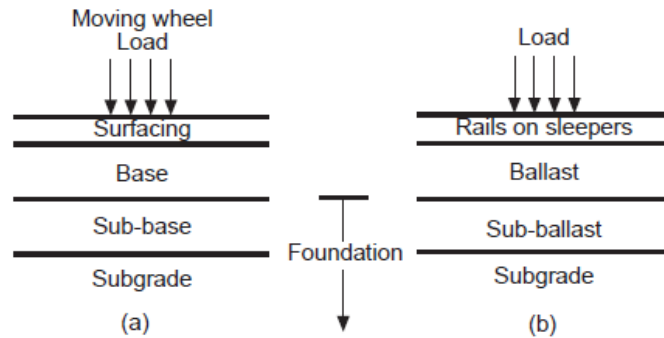 Moving wheel
Load
Surfacing
Base
Sub-base
Subgrade
(a)
Foundation
Load
Rails on sleepers
Ballast
Sub-ballast
Subgrade
(b)